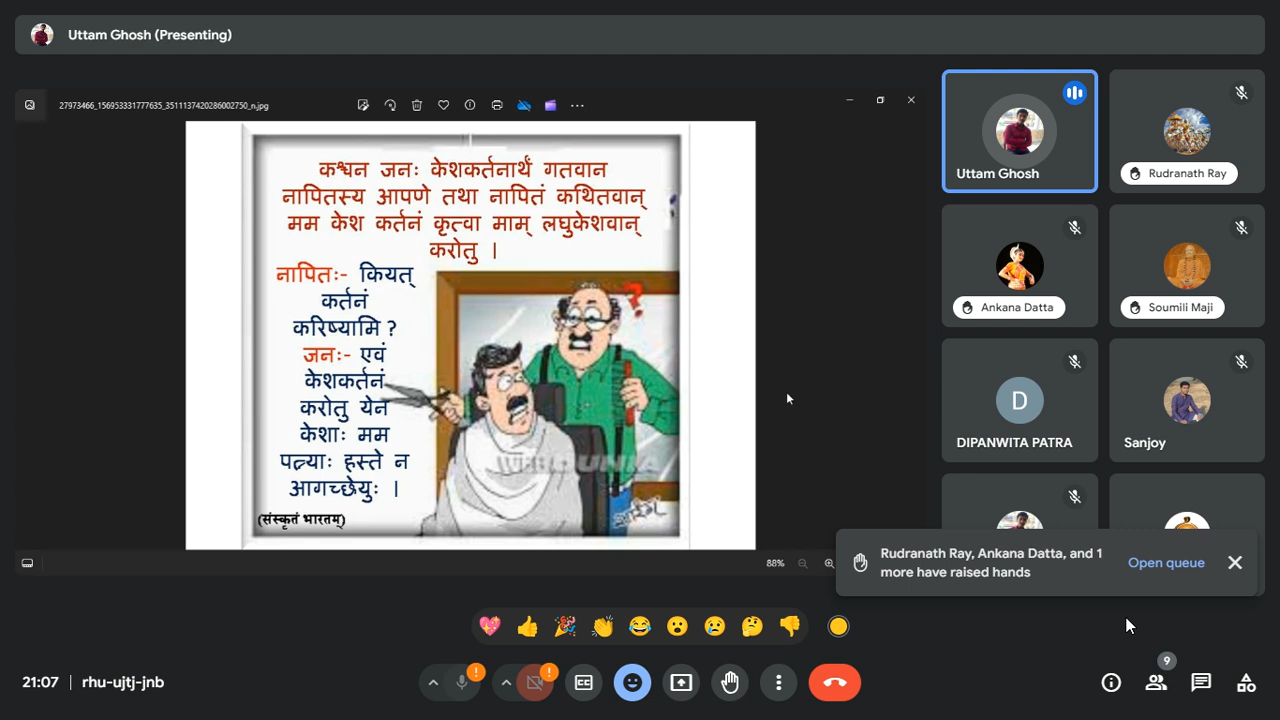 Uttam Ghosh (Presenting)
27973466_156953331777635_3511137420286002750_n.jpg
कश्चन जनः केशकर्तनार्थं गतवान
नापितस्य आपणे तथा नापितं कथितवान्
मम केश कर्तनं कृत्वा माम् लघुकेशवान्
करोतु ।
नापितः- कियत्
कर्तनं
करिष्यामि ?
जनः- एवं
केशकर्तनं
करोतु येन
केशाः मम
पत्न्याः हस्ते न
आगच्छेयुः ।
(संस्कृतं भारतम्)
?
WEBDUNIA
88%
Uttam Ghosh
Rudranath Ray
Ankana Datta
Soumili Maji
D
DIPANWITA PATRA
Sanjoy
Rudranath Ray, Ankana Datta, and 1
more have raised hands
Open queue
21:07 | rhu-ujtj-jnb
9